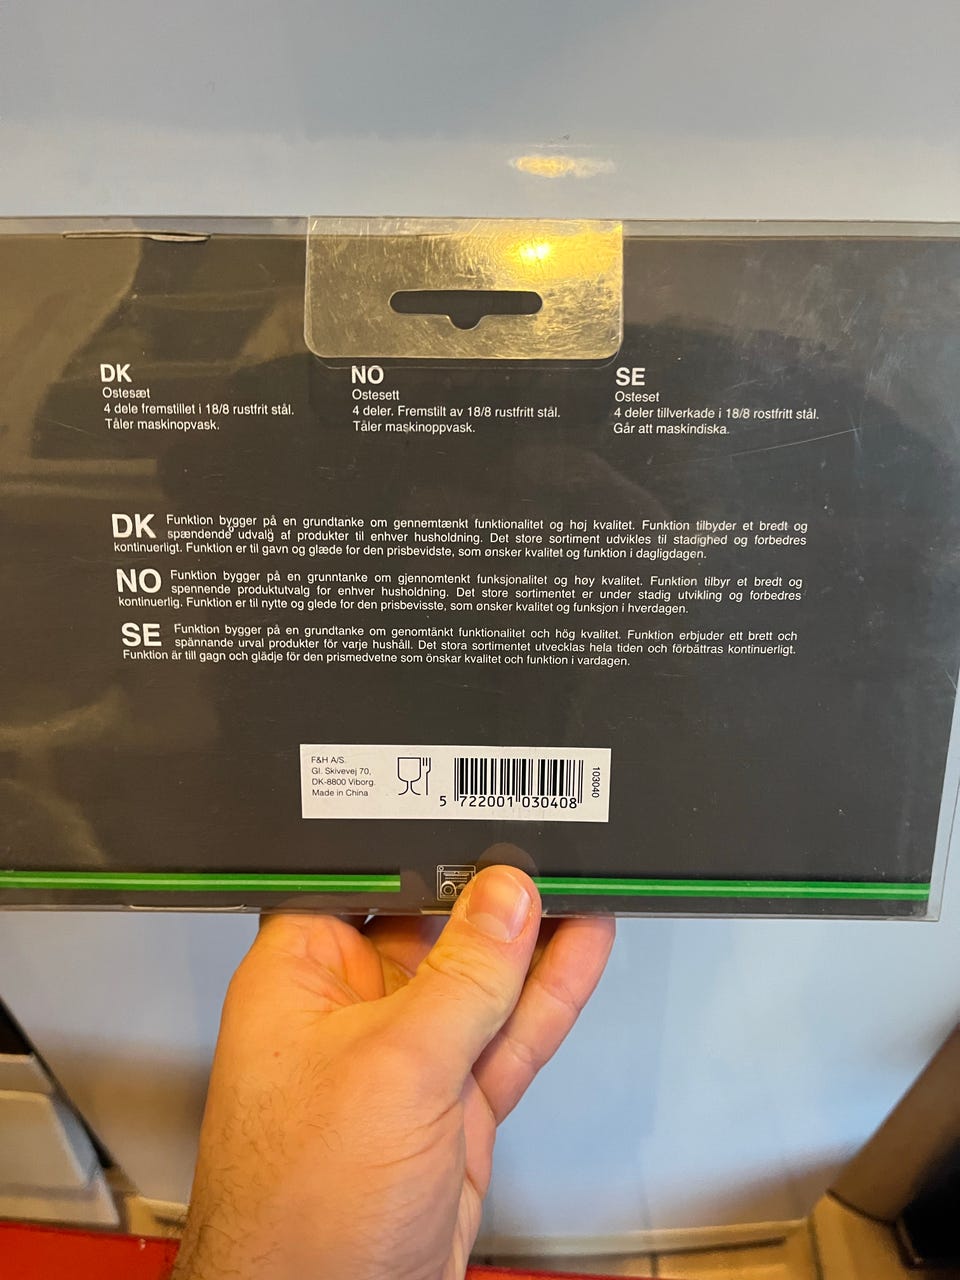 DK
Ostesæt
4 dele fremstillet i 18/8 rustfrit stål.
Tåler maskinopvask.
NO
Ostesett
4 deler. Fremstilt av 18/8 rustfritt stål.
Tåler maskinoppvask.
SE
Osteset
4 deler tillverkade i 18/8 rostfritt stål.
Går att maskindiska.
DK Funktion bygger på en grundtanke om gennemtænkt funktionalitet og høj kvalitet. Funktion tilbyder et bredt og
spændende udvalg af produkter til enhver husholdning. Det store sortiment udvikles til stadighed og forbedres
kontinuerligt. Funktion er til gavn og glæde for den prisbevidste, som ønsker kvalitet og funktion i dagligdagen.
NO Funktion bygger på en grunntanke om gjennomtenkt funksjonalitet og høy kvalitet. Funktion tilbyr et bredt og
spennende produktutvalg for enhver husholdning. Det store sortimentet er under stadig utvikling og forbedres
kontinuerlig. Funktion er til nytte og glede for den prisbevisste, som ønsker kvalitet og funksjon i hverdagen.
SE Funktion bygger på en grundtanke om genomtänkt funktionalitet och hög kvalitet. Funktion erbjuder ett brett och
spännande urval produkter för varje hushåll. Det stora sortimentet utvecklas hela tiden och förbättras kontinuerligt.
Funktion är till gagn och glädje för den prismedvetne som önskar kvalitet och funktion i vardagen.
F&H A/S.
Gl. Skivevej 70,
DK-8800 Viborg.
Made in China
5 722001 030408
103040